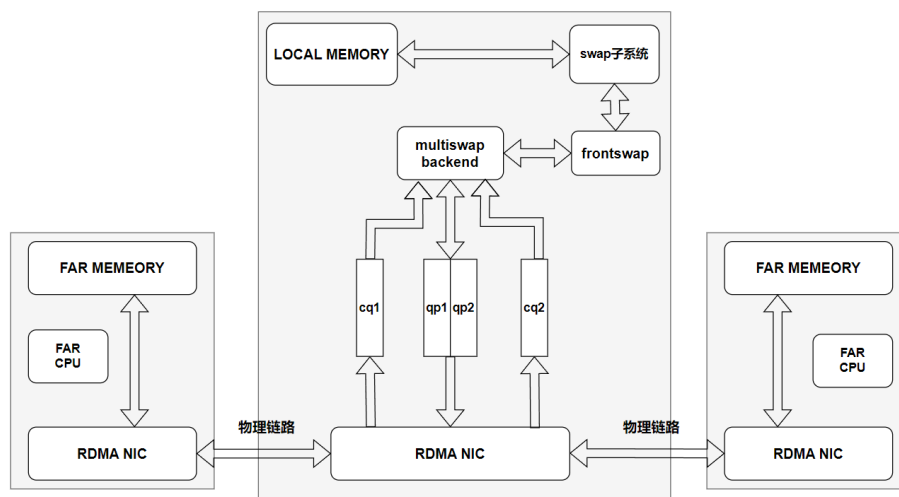 LOCAL MEMORY
swap子系统
multiswap
backend
frontswap
FAR MEMEORY
FAR MEMEORY
cq1
qp1
qp2
cq2
FAR
CPU
FAR
CPU
物理链路
物理链路
RDMA NIC
RDMA NIC
RDMA NIC